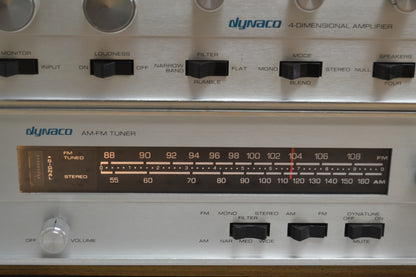 dynaco 4-DIMENSIONAL AMPLIFIER
MONITOR LOUDNESS FILTER MODE SPEAKERS
INPUT ON OFF NARROW BAND FLAT MONO STEREO NULL
RUMBLE BLEND FOUR
dynaco AM-FM TUNER
FM TUNED 88 90 92 94 96 98 100 102 104 106 108 FM
STEREO 55 60 70 80 90 100 110 120 130 140 150 160 AM
FM MONO STEREO AM FM DYNATUNE
FILTER OFF ON
OFF VOLUME AM NAR MED WIDE MUTE